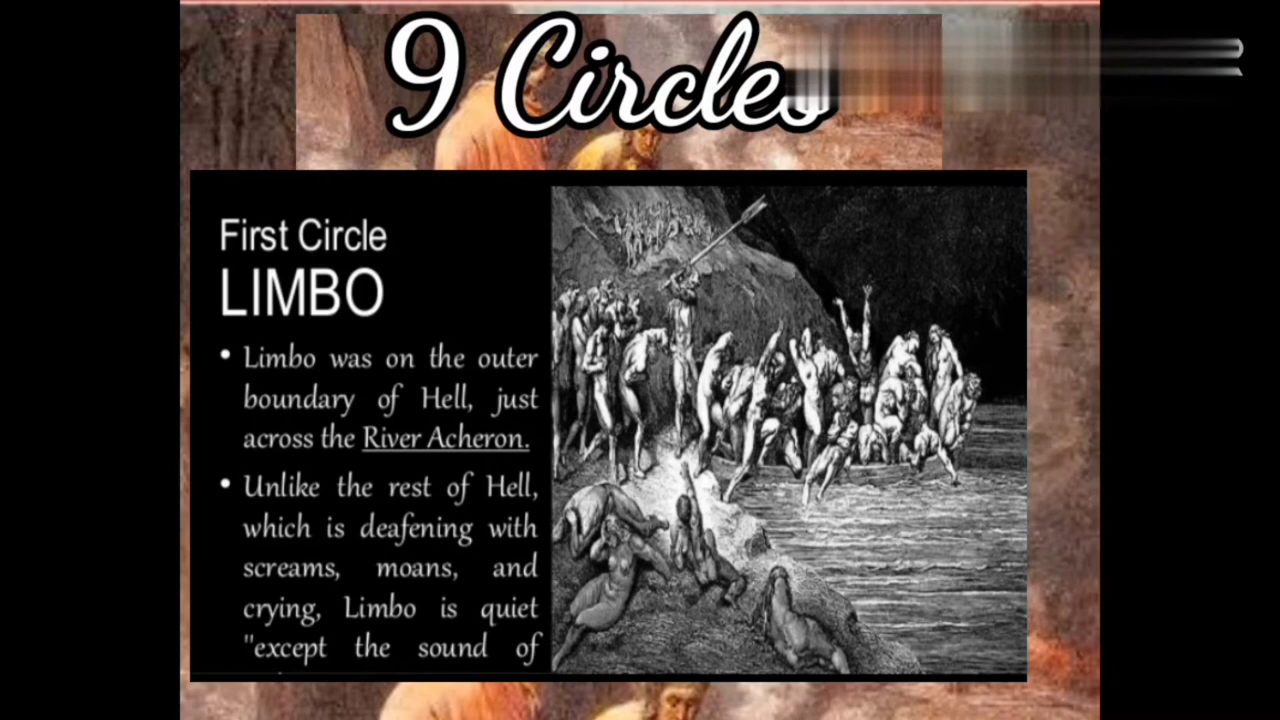 9 Circles
First Circle
LIMBO
• Limbo was on the outer
boundary of Hell, just
across the River Acheron.
• Unlike the rest of Hell,
which is deafening with
screams, moans, and
crying, Limbo is quiet
"except the sound of